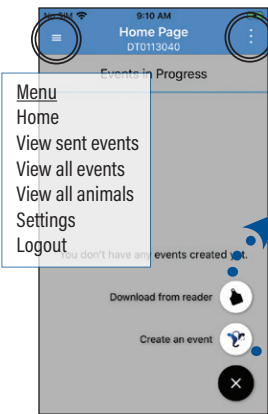 No SIM 9:10 AM
Home Page
DT0113040
Events in Progress
Menu
Home
View sent events
View all events
View all animals
Settings
Logout
You don't have any events created yet.
Download from reader
Create an event